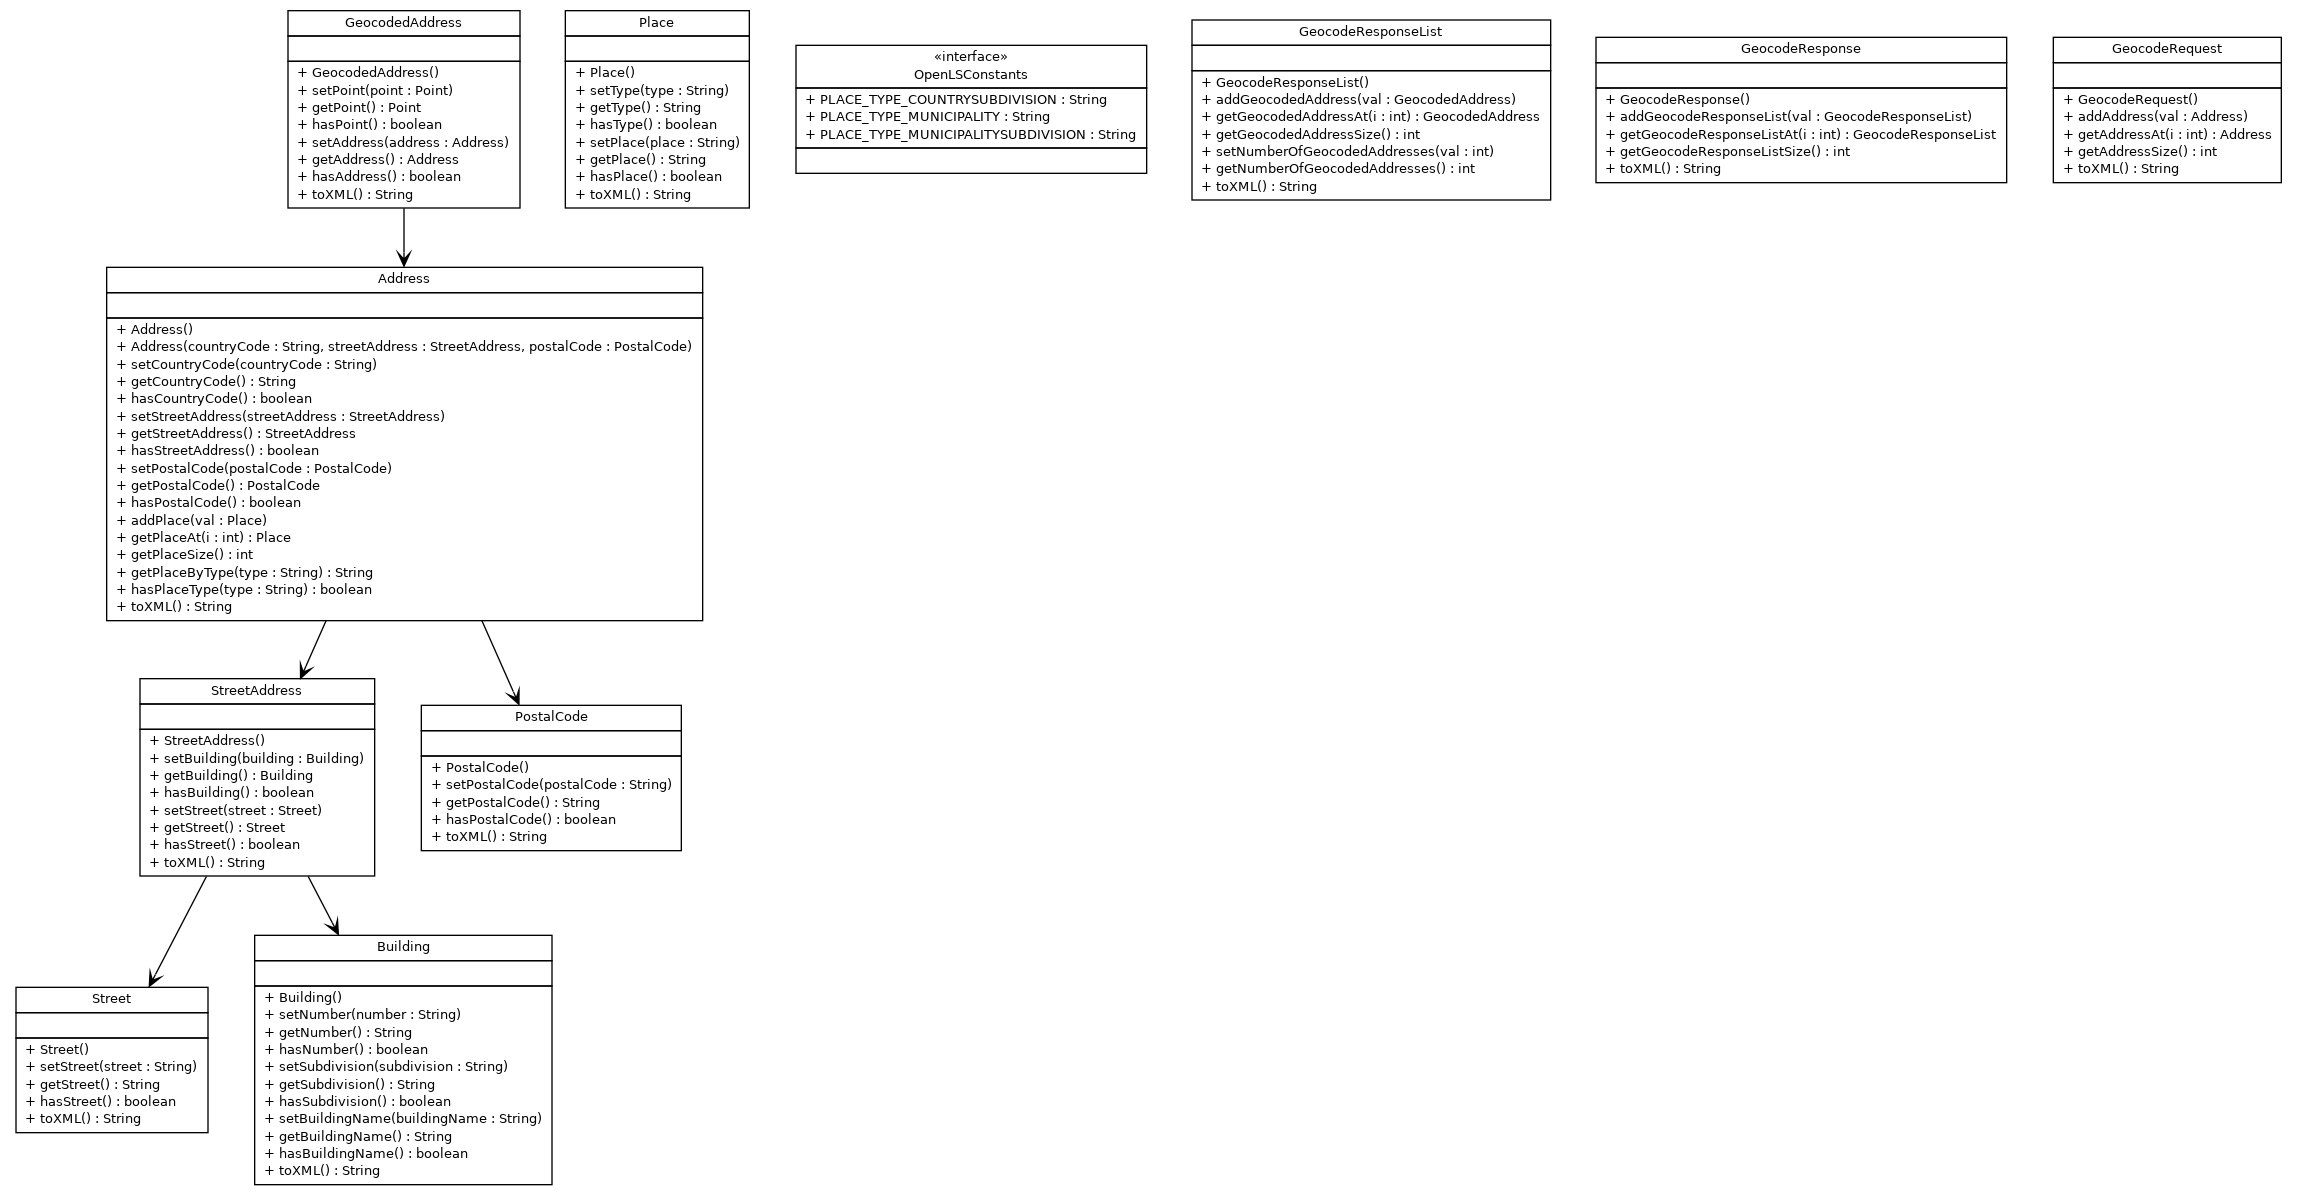 GeocodedAddress
+ GeocodedAddress()
+ setPoint(point : Point)
+ getPoint() : Point
+ hasPoint() : boolean
+ setAddress(address : Address)
+ getAddress() : Address
+ hasAddress() : boolean
+ toXML() : String
Place
+ Place()
+ setType(type : String)
+ getType() : String
+ hasType() : boolean
+ setPlace(place : String)
+ getPlace() : String
+ hasPlace() : boolean
+ toXML() : String
«interface»
OpenLSConstants
+ PLACE_TYPE_COUNTRYSUBDIVISION : String
+ PLACE_TYPE_MUNICIPALITY : String
+ PLACE_TYPE_MUNICIPALITYSUBDIVISION : String
GeocodeResponseList
+ GeocodeResponseList()
+ addGeocodedAddress(val : GeocodedAddress)
+ getGeocodedAddressAt(i : int) : GeocodedAddress
+ getGeocodedAddressSize() : int
+ setNumberOfGeocodedAddresses(val : int)
+ getNumberOfGeocodedAddresses() : int
+ toXML() : String
GeocodeResponse
+ GeocodeResponse()
+ addGeocodeResponseList(val : GeocodeResponseList)
+ getGeocodeResponseListAt(i : int) : GeocodeResponseList
+ getGeocodeResponseListSize() : int
+ toXML() : String
GeocodeRequest
+ GeocodeRequest()
+ addAddress(val : Address)
+ getAddressAt(i : int) : Address
+ getAddressSize() : int
+ toXML() : String
Address
+ Address()
+ Address(countryCode : String, streetAddress : StreetAddress, postalCode : PostalCode)
+ setCountryCode(countryCode : String)
+ getCountryCode() : String
+ hasCountryCode() : boolean
+ setStreetAddress(streetAddress : StreetAddress)
+ getStreetAddress() : StreetAddress
+ hasStreetAddress() : boolean
+ setPostalCode(postalCode : PostalCode)
+ getPostalCode() : PostalCode
+ hasPostalCode() : boolean
+ addPlace(val : Place)
+ getPlaceAt(i : int) : Place
+ getPlaceSize() : int
+ getPlaceByType(type : String) : String
+ hasPlaceType(type : String) : boolean
+ toXML() : String
StreetAddress
+ StreetAddress()
+ setBuilding(building : Building)
+ getBuilding() : Building
+ hasBuilding() : boolean
+ setStreet(street : Street)
+ getStreet() : Street
+ hasStreet() : boolean
+ toXML() : String
PostalCode
+ PostalCode()
+ setPostalCode(postalCode : String)
+ getPostalCode() : String
+ hasPostalCode() : boolean
+ toXML() : String
Street
+ Street()
+ setStreet(street : String)
+ getStreet() : String
+ hasStreet() : boolean
+ toXML() : String
Building
+ Building()
+ setNumber(number : String)
+ getNumber() : String
+ hasNumber() : boolean
+ setSubdivision(subdivision : String)
+ getSubdivision() : String
+ hasSubdivision() : boolean
+ setBuildingName(buildingName : String)
+ getBuildingName() : String
+ hasBuildingName() : boolean
+ toXML() : String